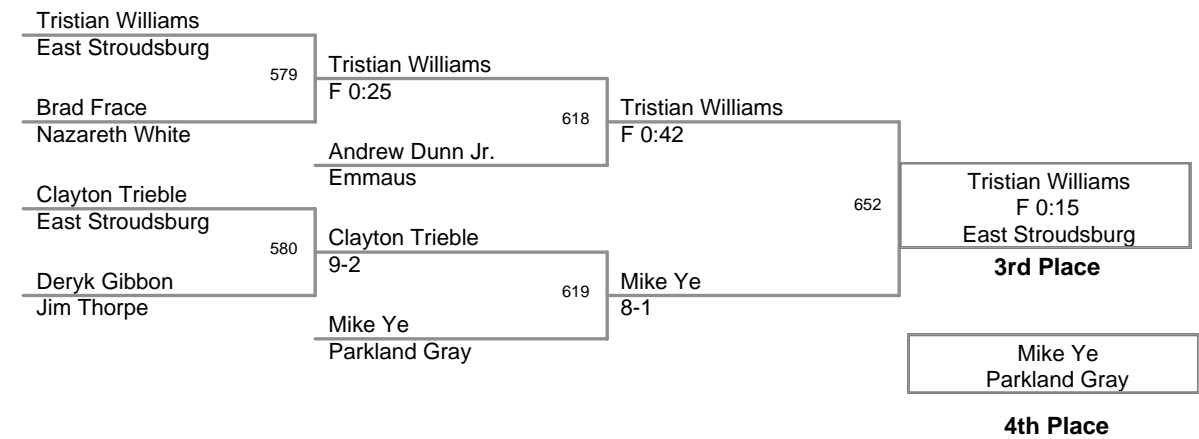 Tristian Williams
East Stroudsburg
579
Brad Frace
Nazareth White
Tristian Williams
F 0:25
618
Andrew Dunn Jr.
Emmaus
Clayton Trieble
East Stroudsburg
580
Deryk Gibbon
Jim Thorpe
Clayton Trieble
9-2
619
Mike Ye
Parkland Gray
Tristian Williams
F 0:42
652
Mike Ye
8-1
Tristian Williams
F 0:15
East Stroudsburg
3rd Place
Mike Ye
Parkland Gray
4th Place